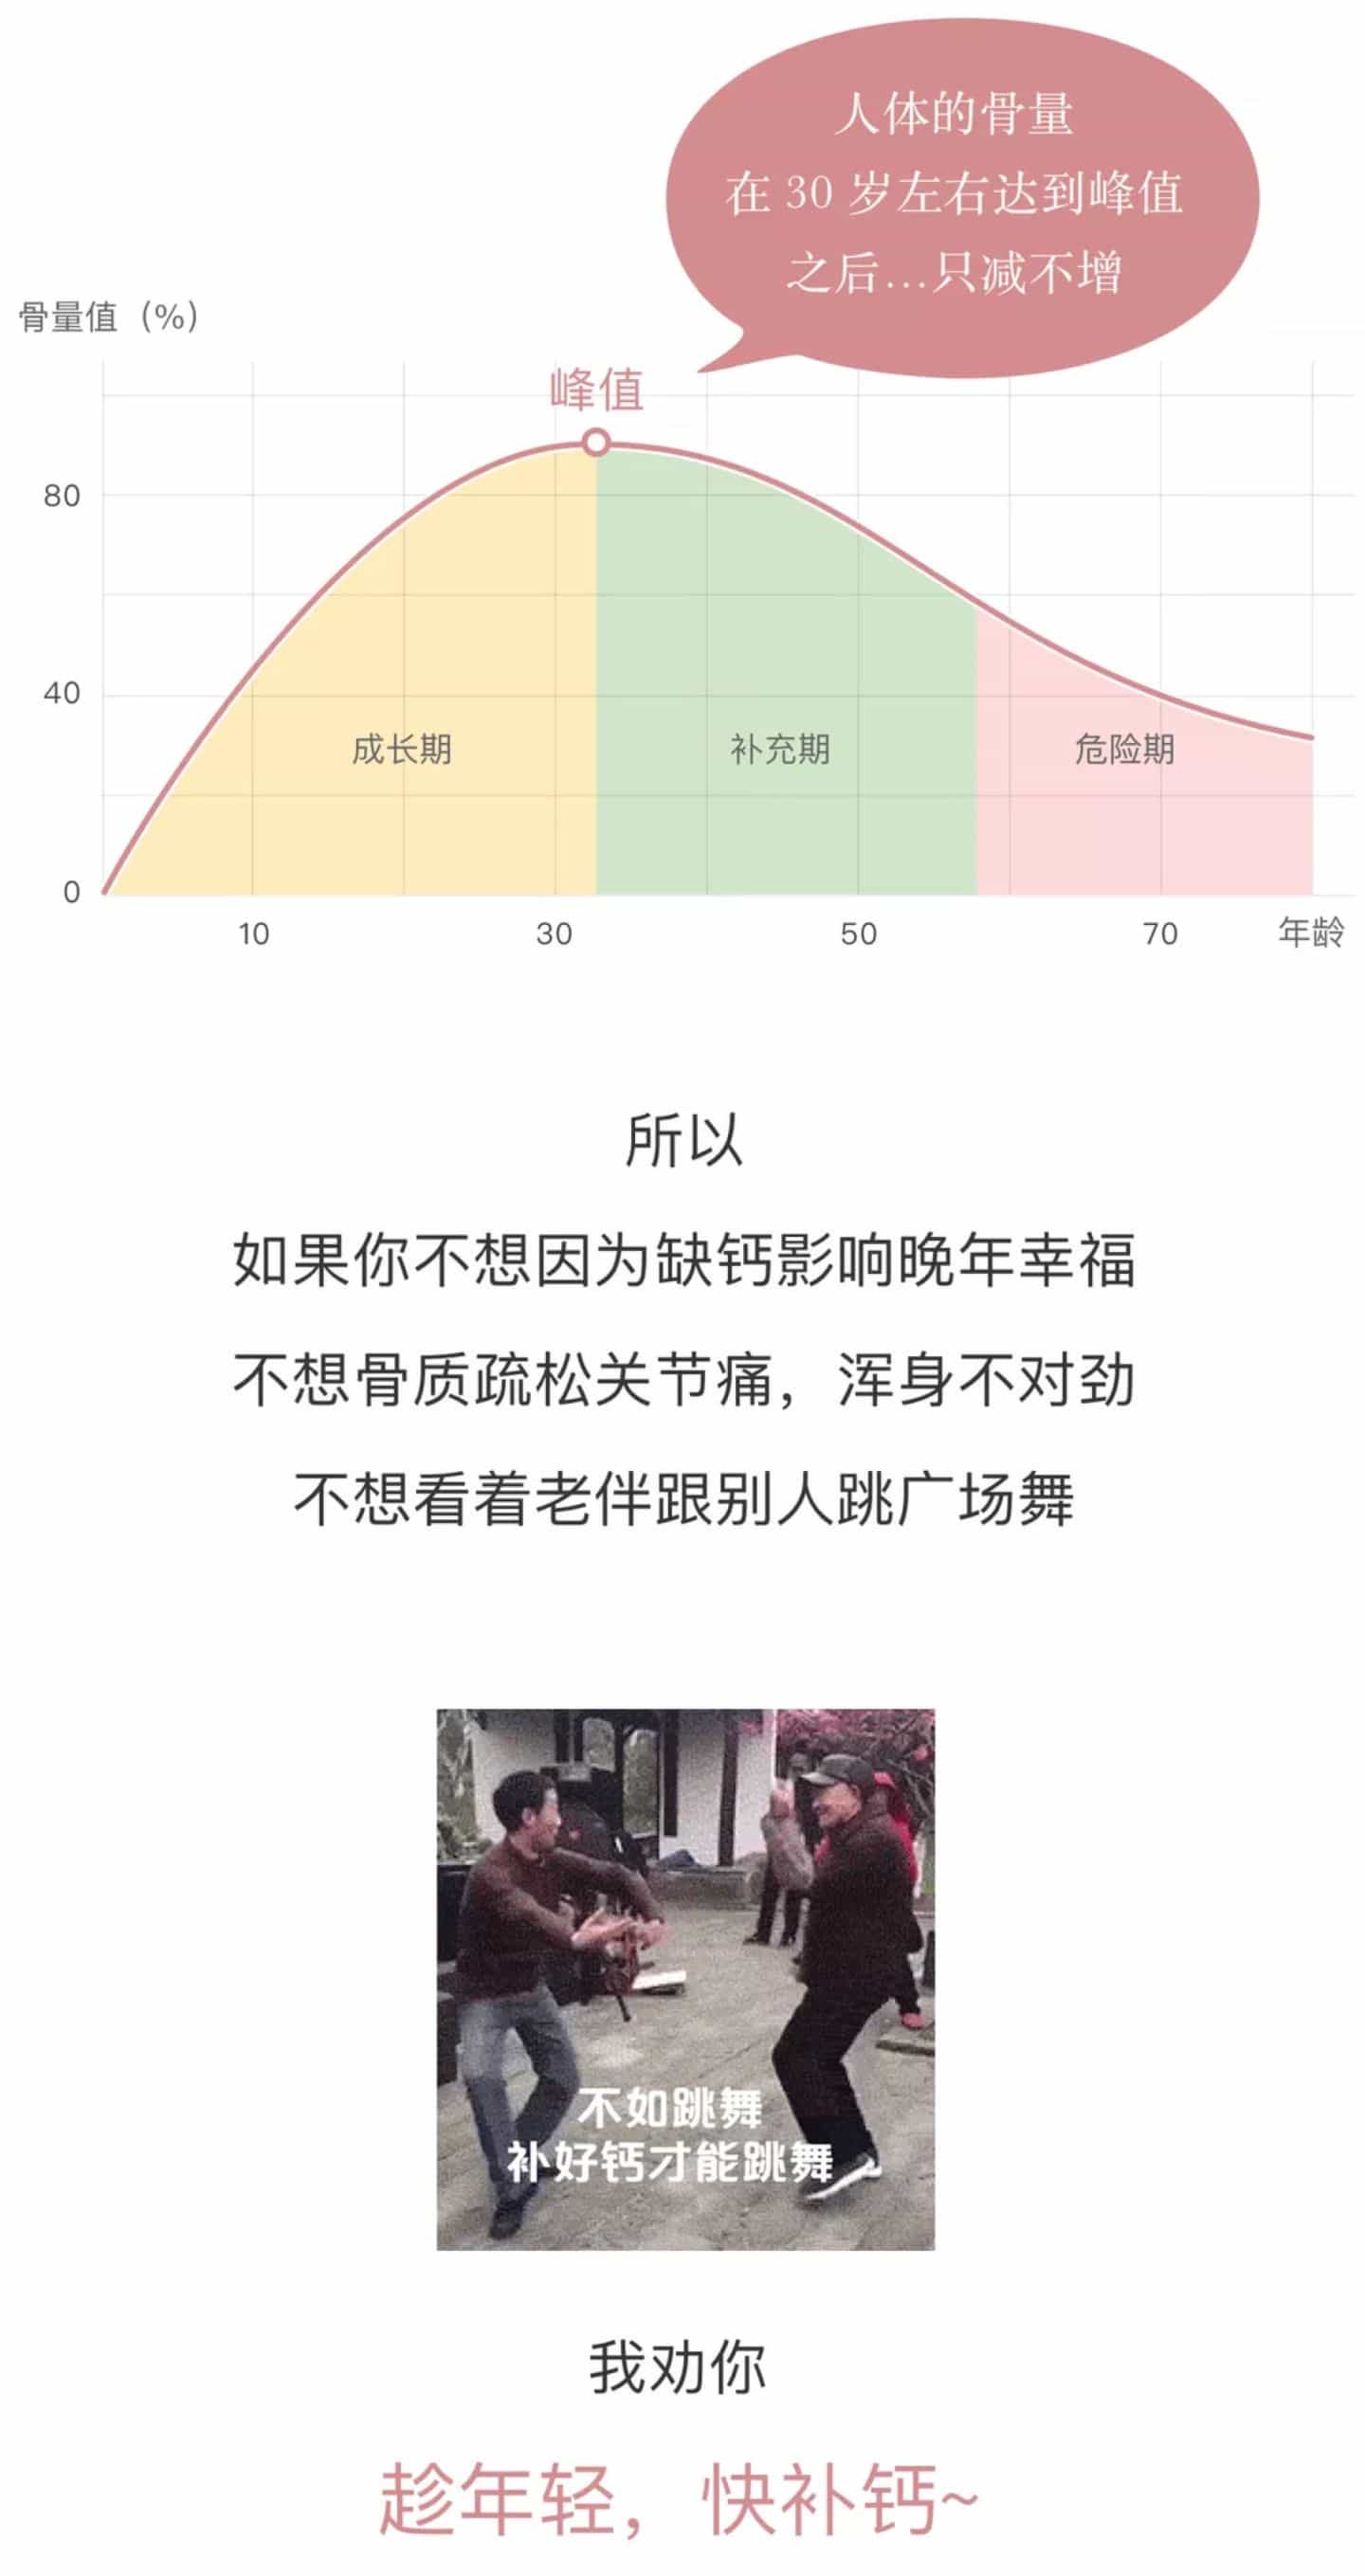 人体的骨量
在 30 岁左右达到峰值
之后...只减不增
骨量值（%）
峰值
80
40
0
成长期
补充期
危险期
10
30
50
70
年龄
所以
如果你不想因为缺钙影响晚年幸福
不想骨质疏松关节痛，浑身不对劲
不想看着老伴跟别人跳广场舞
不如跳舞
补好钙才能跳舞
我劝你
趁年轻，快补钙~